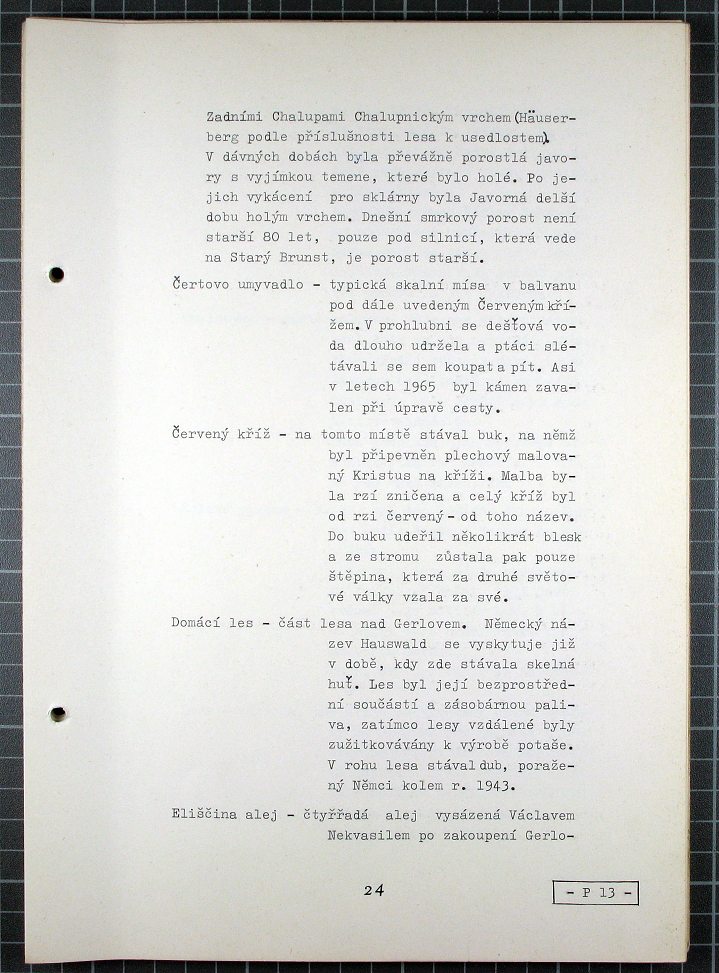 Zadními Chalupami Chalupnickým vrchem(Häuser-
berg podle příslušnosti lesa k usedlostem).
V dávných dobách byla převážně porostlá javo-
ry s vyjímkou temene, které bylo holé. Po je-
jich vykácení pro sklárny byla Javorná delší
dobu holým vrchem. Dnešní smrkový porost není
starší 80 let, pouze pod silnicí, která vede
na Starý Brunst, je porost starší.
Čertovo umyvadlo - typická skalní mísa v balvanu
pod dále uvedeným Červeným kří-
žem. V prohlubni se dešťová vo-
da dlouho udržela a ptáci slé-
távali se sem koupat a pít. Asi
v letech 1965 byl kámen zava-
len při úpravě cesty.
Červený kříž - na tomto místě stával buk, na němž
byl připevněn plechový malova-
ný Kristus na kříži. Malba by-
la rzí zničena a celý kříž byl
od rzi červený - od toho název.
Do buku udeřil několikrát blesk
a ze stromu zůstala pak pouze
štěpina, která za druhé světo-
vé války vzala za své.
Domácí les - část lesa nad Gerlovem. Německý ná-
zev Hauswald se vyskytuje již
v době, kdy zde stávala skelná
huť. Les byl její bezprostřed-
ní součástí a zásobárnou pali-
va, zatímco lesy vzdálené byly
zužitkovávány k výrobě potaše.
V rohu lesa stával dub, poraže-
ný Němci kolem r. 1943.
Eliščina alej - čtyřřadá alej vysázená Václavem
Nekvasilem po zakoupení Gerlo-
24
- P 13 -